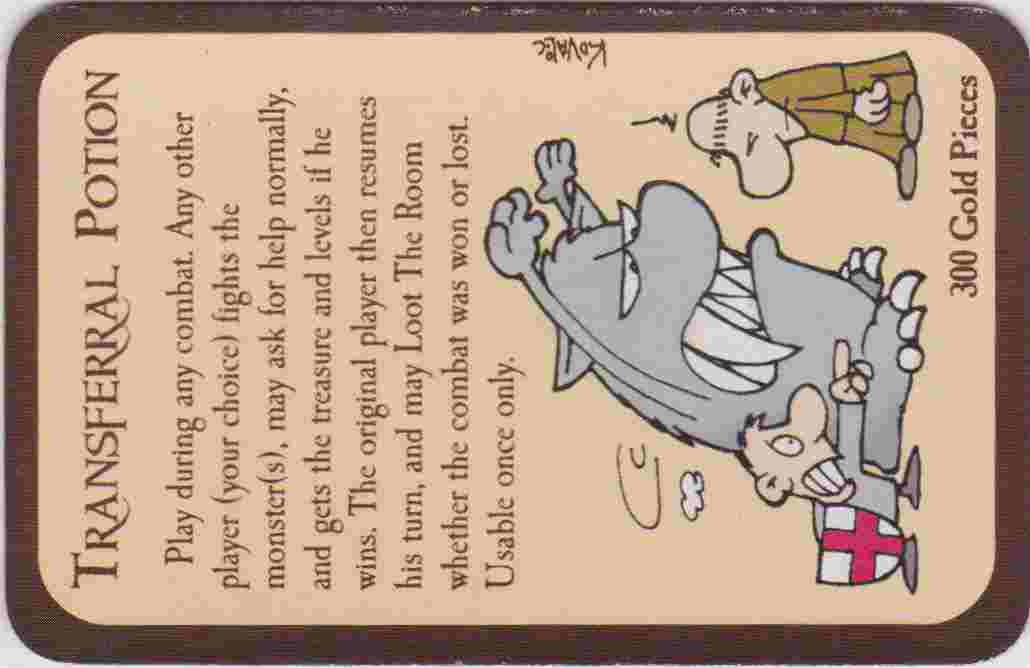 TRANSFERRAL POTION
Play during any combat. Any other
player (your choice) fights the
monster(s), may ask for help normally,
and gets the treasure and levels if he
wins. The original player then resumes
his turn, and may Loot The Room
whether the combat was won or lost.
Usable once only.
KOVALIC
300 Gold Pieces